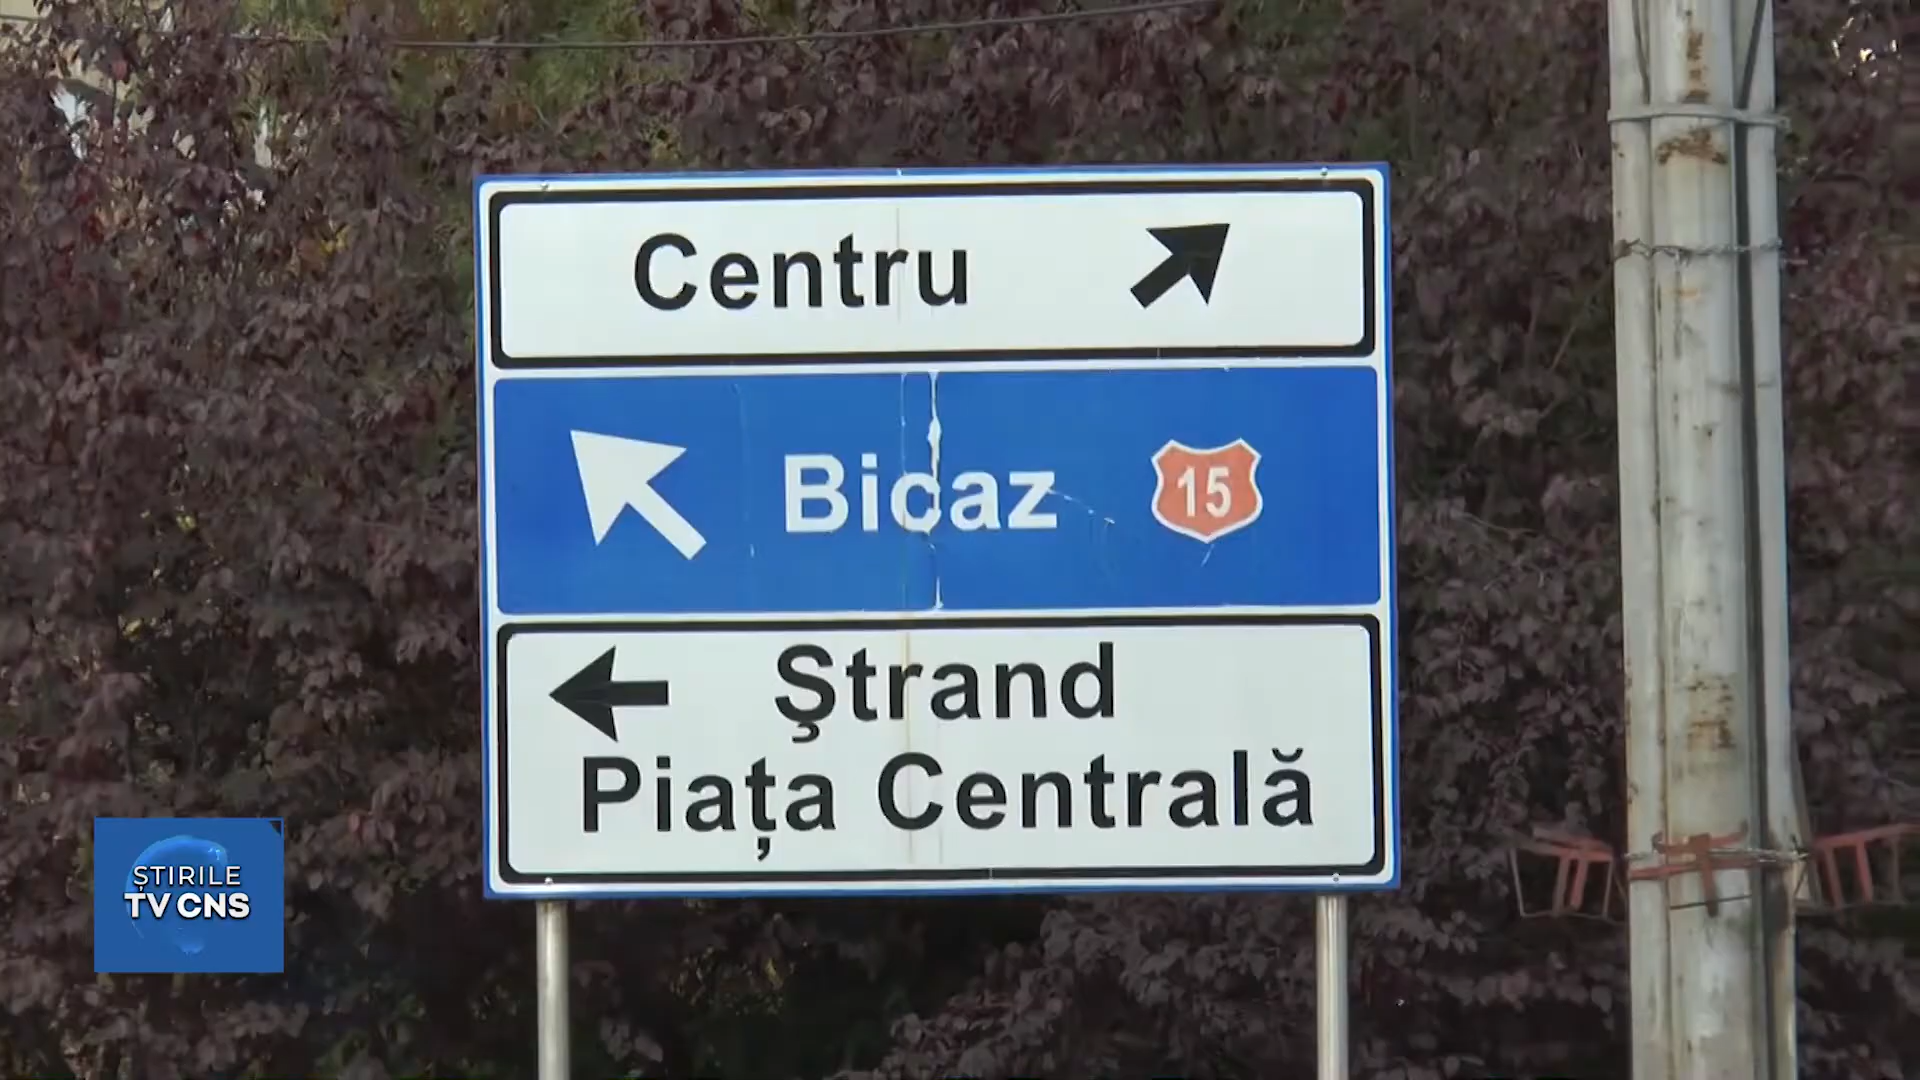 Centru
Bicaz 15
Ştrand
Piața Centrală
ȘTIRILE
TV CNS